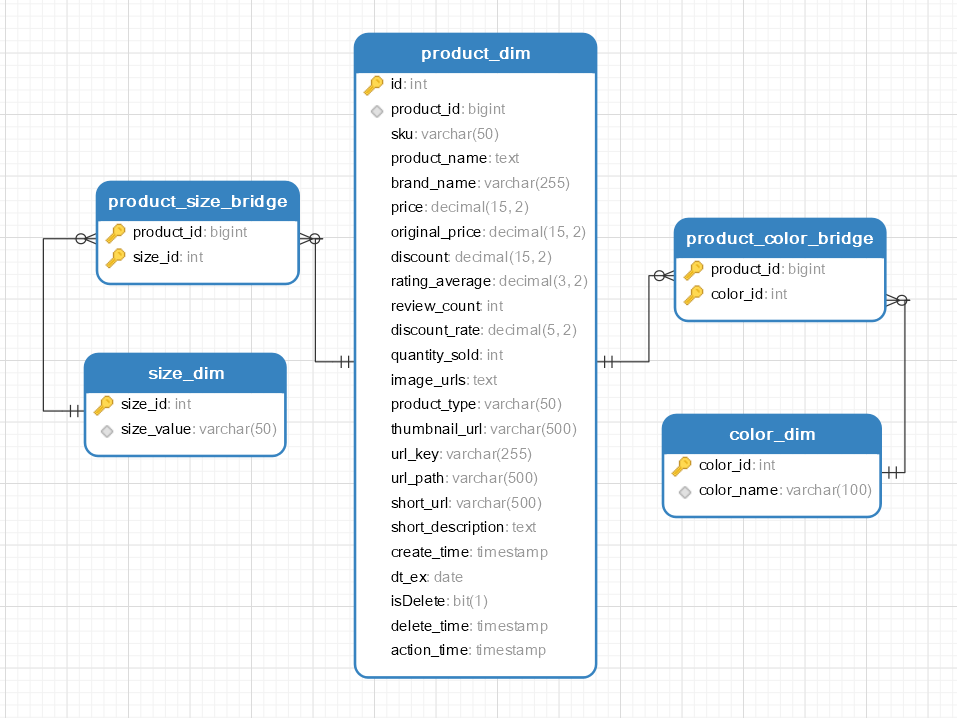 product_dim
id: int
product_id: bigint
sku: varchar(50)
product_name: text
brand_name: varchar(255)
price: decimal(15, 2)
original_price: decimal(15, 2)
discount: decimal(15, 2)
rating_average: decimal(3, 2)
review_count: int
discount_rate: decimal(5, 2)
quantity_sold: int
image_urls: text
product_type: varchar(50)
thumbnail_url: varchar(500)
url_key: varchar(255)
url_path: varchar(500)
short_url: varchar(500)
short_description: text
create_time: timestamp
dt_ex: date
isDelete: bit(1)
delete_time: timestamp
action_time: timestamp
product_size_bridge
product_id: bigint
size_id: int
size_dim
size_id: int
size_value: varchar(50)
product_color_bridge
product_id: bigint
color_id: int
color_dim
color_id: int
color_name: varchar(100)